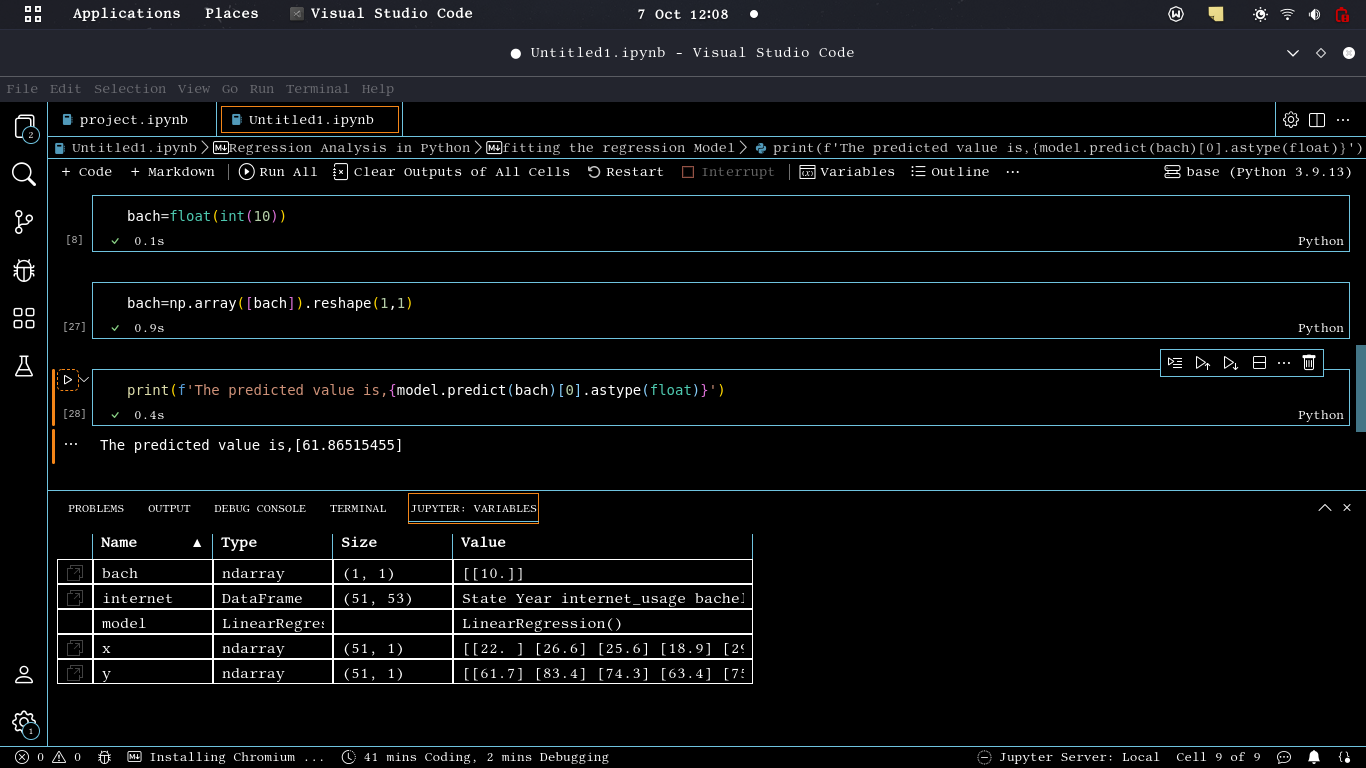 Applications Places Visual Studio Code 7 Oct 12:08
Untitled1.ipynb - Visual Studio Code
File Edit Selection View Go Run Terminal Help
project.ipynb Untitled1.ipynb
Untitled1.ipynb > M↓Regression Analysis in Python > M↓fitting the regression Model > print(f'The predicted value is,{model.predict(bach)[0].astype(float)}')
+ Code + Markdown Run All Clear Outputs of All Cells Restart Interrupt Variables Outline ... base (Python 3.9.13)
bach=float(int(10))
[8] ✓ 0.1s Python
bach=np.array([bach]).reshape(1,1)
[27] ✓ 0.9s Python
print(f'The predicted value is,{model.predict(bach)[0].astype(float)}')
[28] ✓ 0.4s Python
... The predicted value is,[61.86515455]
PROBLEMS OUTPUT DEBUG CONSOLE TERMINAL JUPYTER: VARIABLES
Name ▲ Type Size Value
bach ndarray (1, 1) [[10.]]
internet DataFrame (51, 53) State Year internet_usage bachel
model LinearRegres LinearRegression()
x ndarray (51, 1) [[22. ] [26.6] [25.6] [18.9] [29
y ndarray (51, 1) [[61.7] [83.4] [74.3] [63.4] [75
2
1
0 0 Installing Chromium ... 41 mins Coding, 2 mins Debugging Jupyter Server: Local Cell 9 of 9